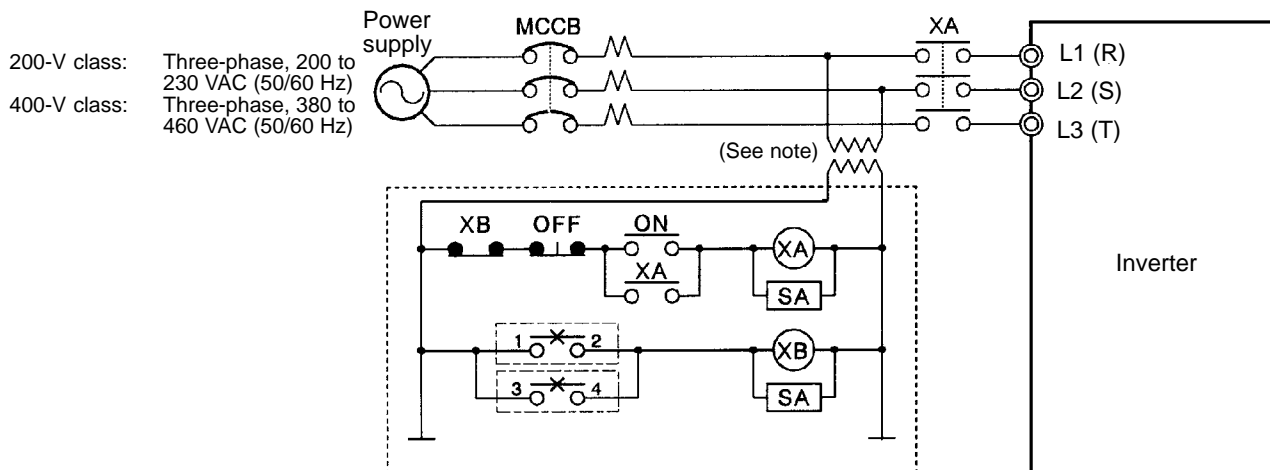 Power
supply
MCCB
XA
200-V class: Three-phase, 200 to
230 VAC (50/60 Hz)
400-V class: Three-phase, 380 to
460 VAC (50/60 Hz)
L1 (R)
L2 (S)
L3 (T)
(See note)
XB OFF ON
XA
XA
SA
Inverter
1 2
XB
3 4
SA